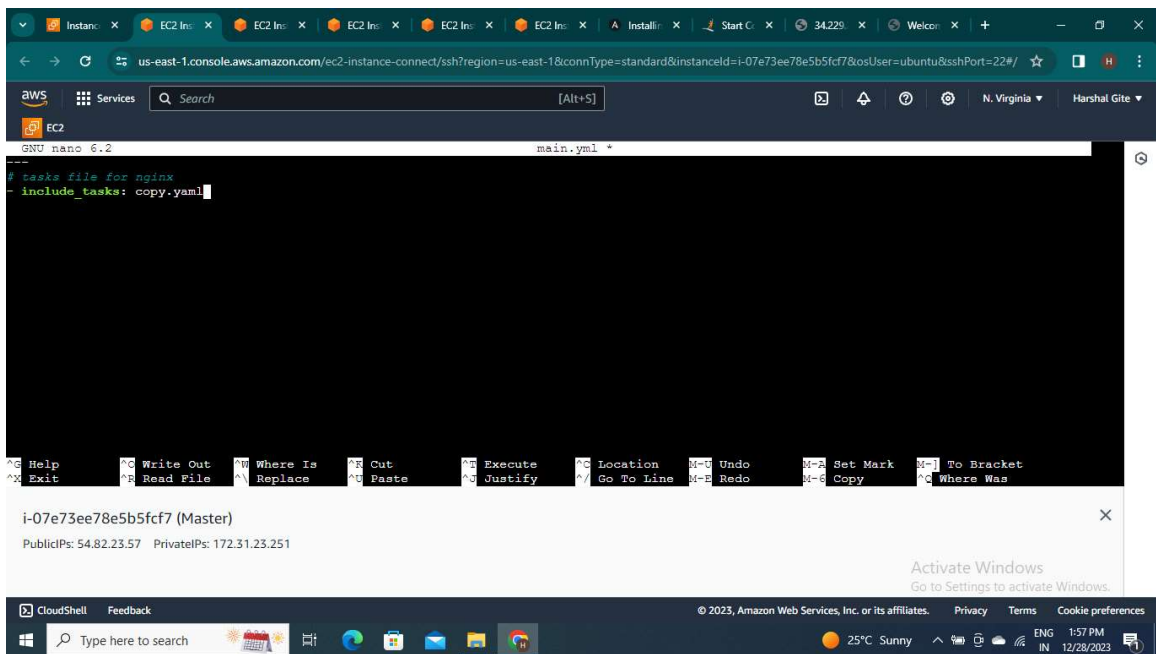 Instanc
EC2 Ins
EC2 Ins
EC2 Ins
EC2 Ins
EC2 Ins
Installin
Start Co
34.229.
Welcon
us-east-1.console.aws.amazon.com/ec2-instance-connect/ssh?region=us-east-1&connType=standard&instanceId=i-07e73ee78e5b5fcf7&osUser=ubuntu&sshPort=22#/
H
aws Services Search [Alt+S] N. Virginia ▼ Harshal Gite ▼
EC2
GNU nano 6.2 main.yml *
---
# tasks file for nginx
- include_tasks: copy.yaml
^G Help ^O Write Out ^W Where Is ^K Cut ^T Execute ^C Location M-U Undo M-A Set Mark M-] To Bracket
^X Exit ^R Read File ^\ Replace ^U Paste ^J Justify ^/ Go To Line M-E Redo M-6 Copy ^Q Where Was
i-07e73ee78e5b5fcf7 (Master)
PublicIPs: 54.82.23.57 PrivateIPs: 172.31.23.251
Activate Windows
Go to Settings to activate Windows.
CloudShell Feedback © 2023, Amazon Web Services, Inc. or its affiliates. Privacy Terms Cookie preferences
Type here to search 25°C Sunny ENG 1:57 PM
IN 12/28/2023